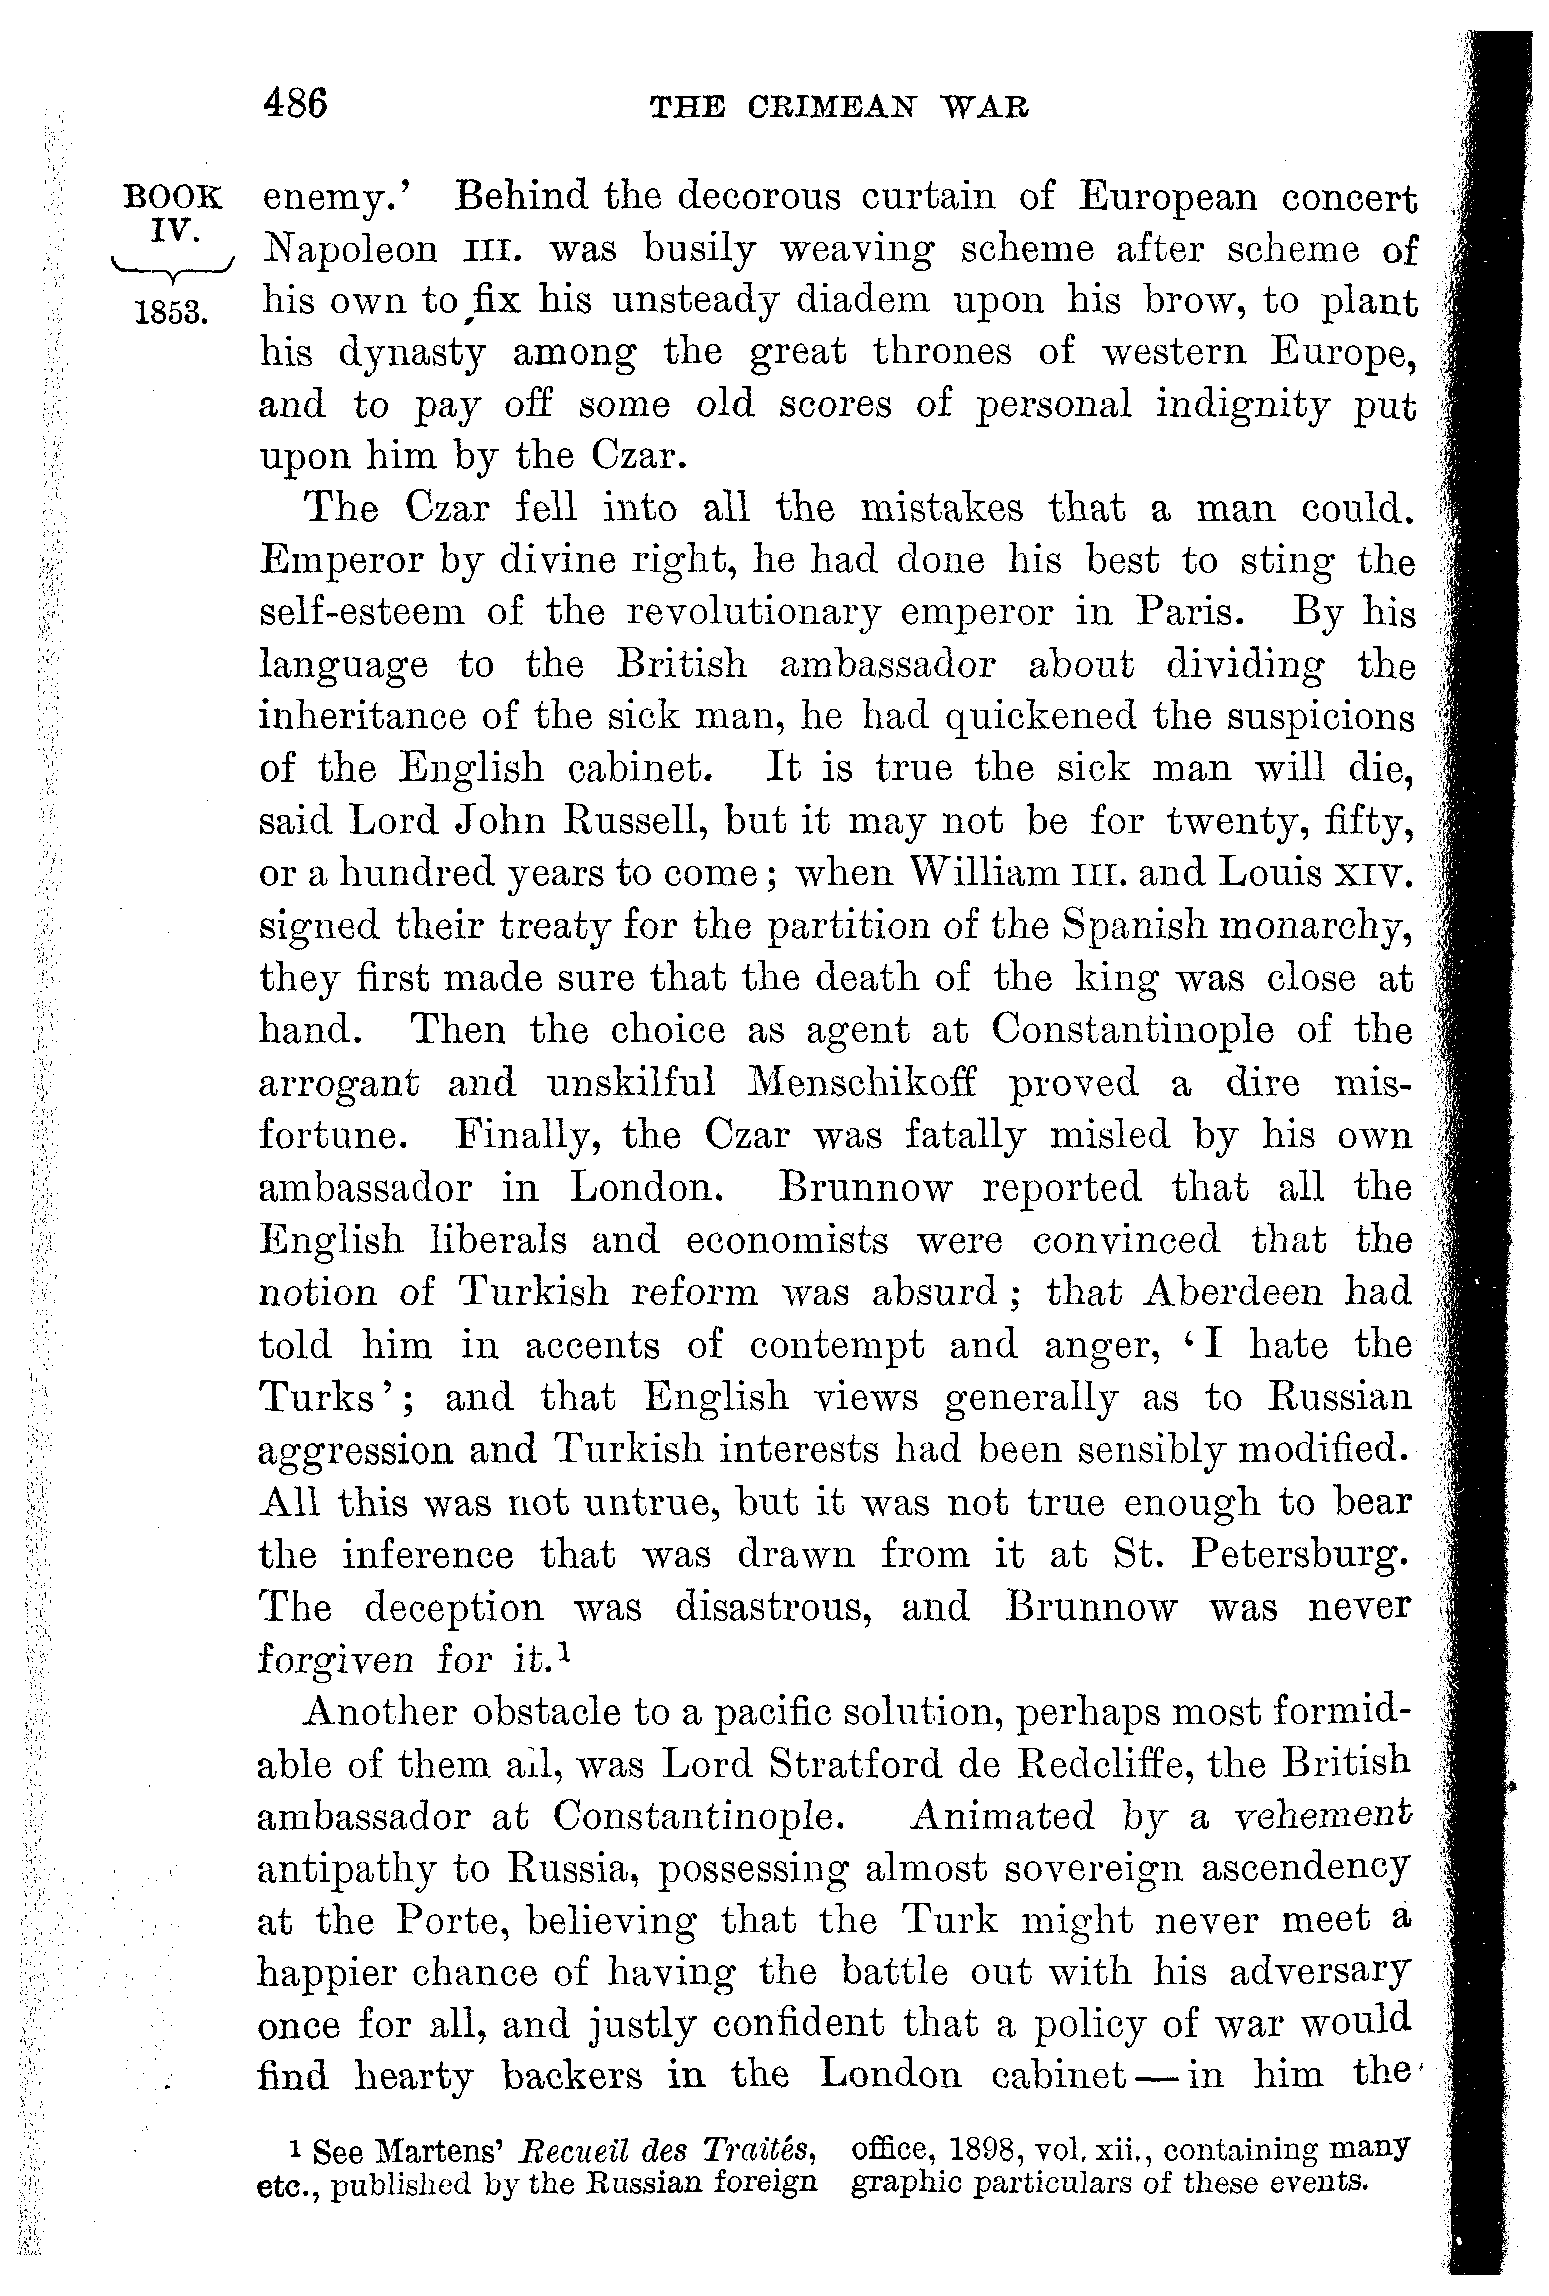 486 THE CRIMEAN WAR
BOOK
IV.
1853.
enemy.’ Behind the decorous curtain of European concert
Napoleon III. was busily weaving scheme after scheme of
his own to fix his unsteady diadem upon his brow, to plant
his dynasty among the great thrones of western Europe,
and to pay off some old scores of personal indignity put
upon him by the Czar.
The Czar fell into all the mistakes that a man could.
Emperor by divine right, he had done his best to sting the
self-esteem of the revolutionary emperor in Paris. By his
language to the British ambassador about dividing the
inheritance of the sick man, he had quickened the suspicions
of the English cabinet. It is true the sick man will die,
said Lord John Russell, but it may not be for twenty, fifty,
or a hundred years to come; when William III. and Louis XIV.
signed their treaty for the partition of the Spanish monarchy,
they first made sure that the death of the king was close at
hand. Then the choice as agent at Constantinople of the
arrogant and unskilful Menschikoff proved a dire mis-
fortune. Finally, the Czar was fatally misled by his own
ambassador in London. Brunnow reported that all the
English liberals and economists were convinced that the
notion of Turkish reform was absurd; that Aberdeen had
told him in accents of contempt and anger, ‘I hate the
Turks’; and that English views generally as to Russian
aggression and Turkish interests had been sensibly modified.
All this was not untrue, but it was not true enough to bear
the inference that was drawn from it at St. Petersburg.
The deception was disastrous, and Brunnow was never
forgiven for it.¹
Another obstacle to a pacific solution, perhaps most formid-
able of them all, was Lord Stratford de Redcliffe, the British
ambassador at Constantinople. Animated by a vehement
antipathy to Russia, possessing almost sovereign ascendency
at the Porte, believing that the Turk might never meet a
happier chance of having the battle out with his adversary
once for all, and justly confident that a policy of war would
find hearty backers in the London cabinet—in him the
¹ See Martens’ Recueil des Traités,
etc., published by the Russian foreign
office, 1898, vol. xii., containing many
graphic particulars of these events.